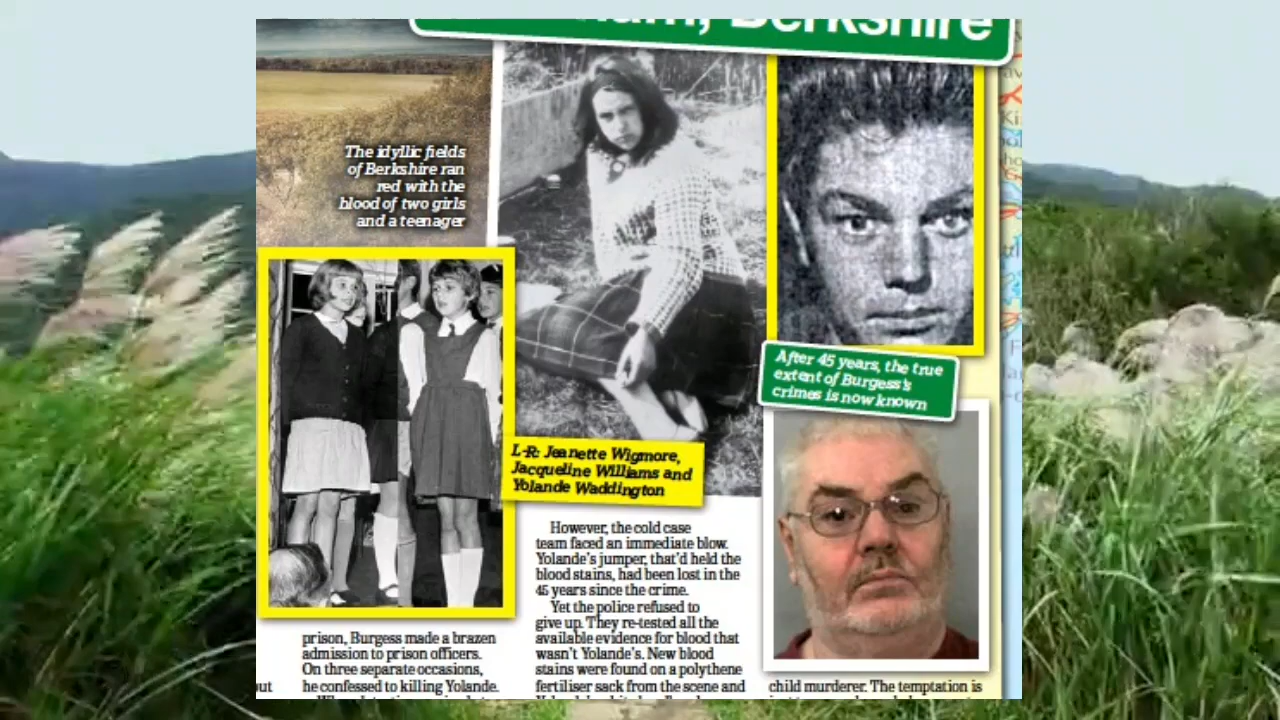 Berkshire
The idyllic fields
of Berkshire ran
red with the
blood of two girls
and a teenager
After 45 years, the true
extent of Burgess's
crimes is now known
L-R: Jeanette Wigmore,
Jacqueline Williams and
Yolande Waddington
prison, Burgess made a brazen
admission to prison officers.
On three separate occasions,
he confessed to killing Yolande.
However, the cold case
team faced an immediate blow.
Yolande's jumper, that'd held the
blood stains, had been lost in the
45 years since the crime.
Yet the police refused to
give up. They re-tested all the
available evidence for blood that
wasn't Yolande's. New blood
stains were found on a polythene
fertiliser sack from the scene and
child murderer. The temptation is